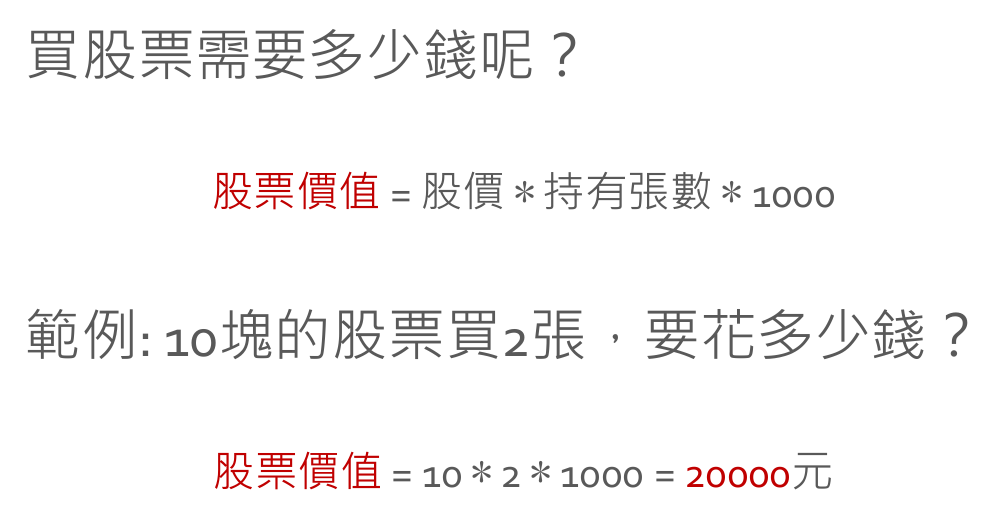 買股票需要多少錢呢？
股票價值 = 股價＊持有張數＊1000
範例: 10塊的股票買2張，要花多少錢？
股票價值 = 10＊2＊1000 = 20000元